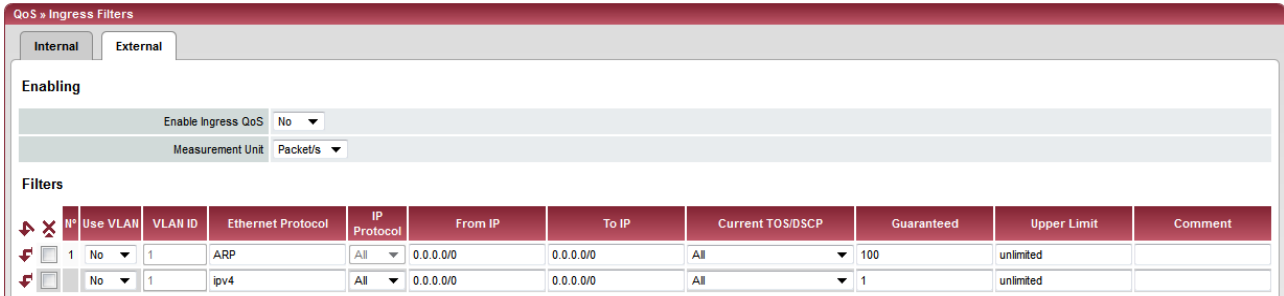 QoS » Ingress Filters
Internal External
Enabling
Enable Ingress QoS No
Measurement Unit Packet/s
Filters
Nº Use VLAN VLAN ID Ethernet Protocol IP Protocol From IP To IP Current TOS/DSCP Guaranteed Upper Limit Comment
1 No 1 ARP All 0.0.0.0/0 0.0.0.0/0 All 100 unlimited
No 1 ipv4 All 0.0.0.0/0 0.0.0.0/0 All 1 unlimited